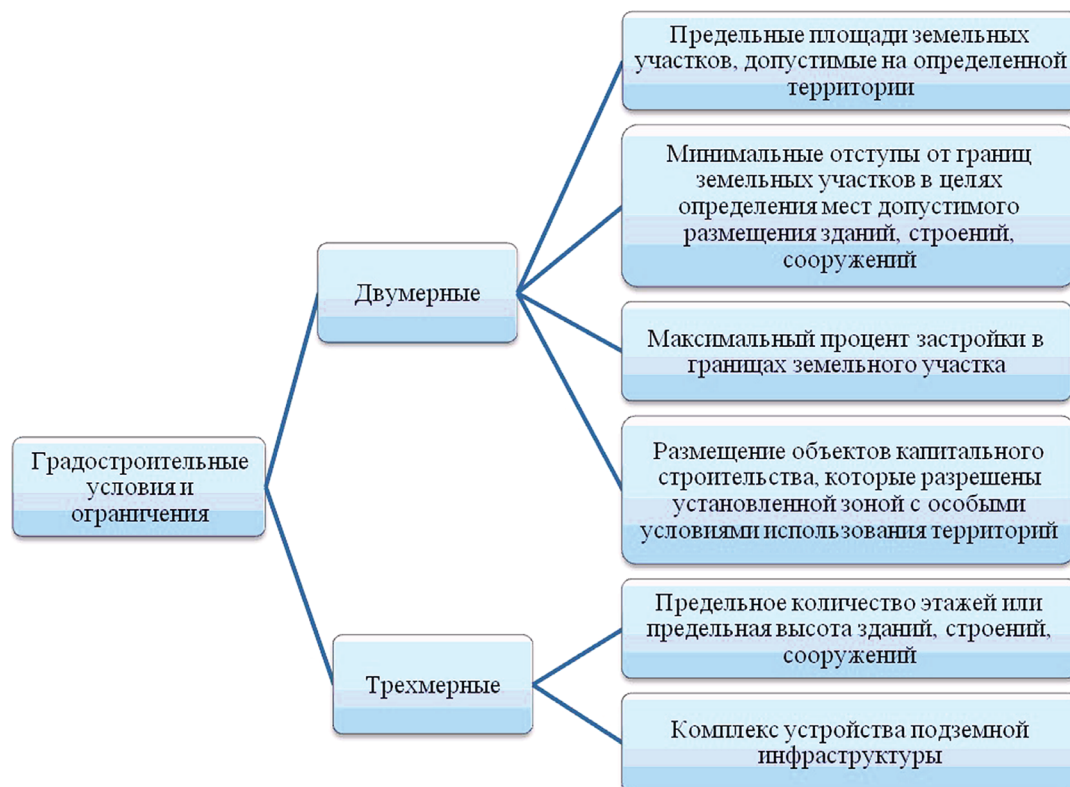 Предельные площади земельных
участков, допустимые на определенной
территории
Минимальные отступы от границ
земельных участков в целях
определения мест допустимого
размещения зданий, строений,
сооружений
Двумерные
Максимальный процент застройки в
границах земельного участка
Градостроительные
условия и
ограничения
Размещение объектов капитального
строительства, которые разрешены
установленной зоной с особыми
условиями использования территорий
Предельное количество этажей или
предельная высота зданий, строений,
сооружений
Трехмерные
Комплекс устройства подземной
инфраструктуры